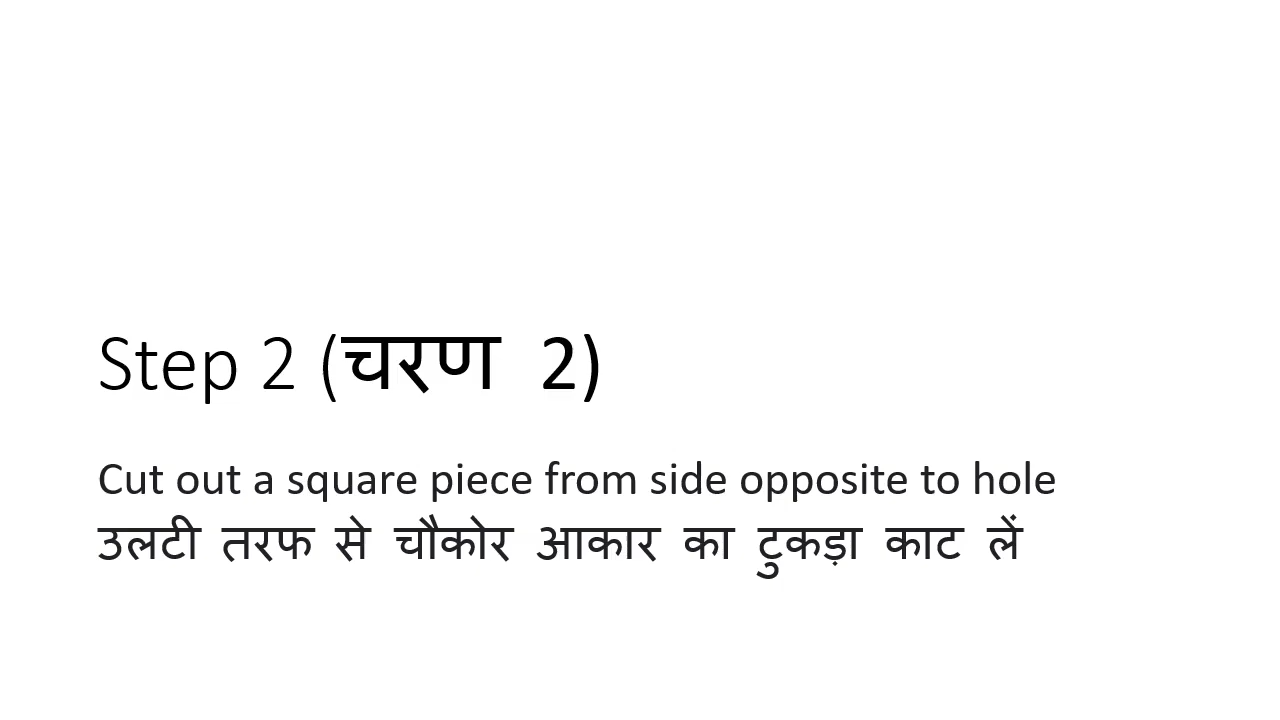 Step 2 (चरण 2)
Cut out a square piece from side opposite to hole
उलटी तरफ से चौकोर आकार का टुकड़ा काट लें